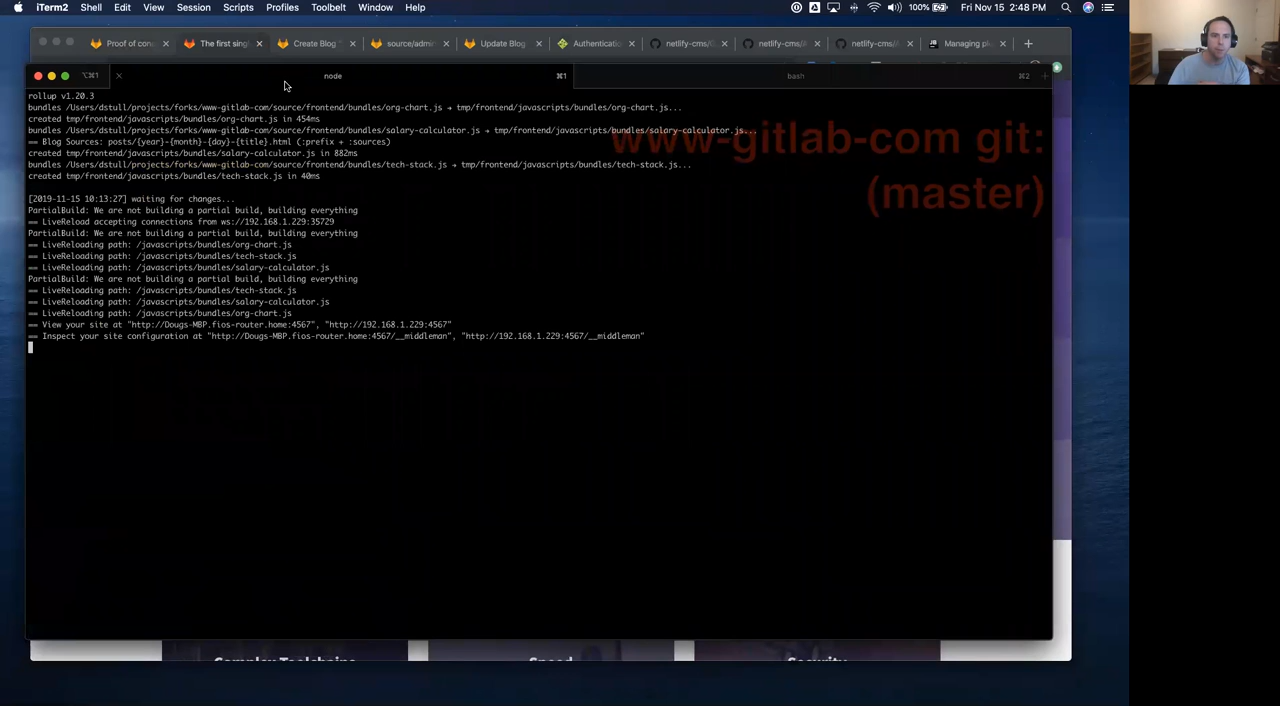 iTerm2 Shell Edit View Session Scripts Profiles Toolbelt Window Help 100% Fri Nov 15 2:48 PM
Proof of con The first sing Create Blog source/admi Update Blog Authenticatio netlify-cms/ netlify-cms/ netlify-cms/ Managing pl
⌥⌘1 node ⌘1 bash ⌘2
rollup v1.20.3
bundles /Users/dstull/projects/forks/www-gitlab-com/source/frontend/bundles/org-chart.js → tmp/frontend/javascripts/bundles/org-chart.js...
created tmp/frontend/javascripts/bundles/org-chart.js in 454ms
bundles /Users/dstull/projects/forks/www-gitlab-com/source/frontend/bundles/salary-calculator.js → tmp/frontend/javascripts/bundles/salary-calculator.js...
== Blog Sources: posts/{year}-{month}-{day}-{title}.html (:prefix + :sources)
created tmp/frontend/javascripts/bundles/salary-calculator.js in 882ms
bundles /Users/dstull/projects/forks/www-gitlab-com/source/frontend/bundles/tech-stack.js → tmp/frontend/javascripts/bundles/tech-stack.js...
created tmp/frontend/javascripts/bundles/tech-stack.js in 40ms
www-gitlab-com git:
(master)
[2019-11-15 10:13:27] waiting for changes...
PartialBuild: We are not building a partial build, building everything
== LiveReload accepting connections from ws://192.168.1.229:35729
PartialBuild: We are not building a partial build, building everything
== LiveReloading path: /javascripts/bundles/org-chart.js
== LiveReloading path: /javascripts/bundles/tech-stack.js
== LiveReloading path: /javascripts/bundles/salary-calculator.js
PartialBuild: We are not building a partial build, building everything
== LiveReloading path: /javascripts/bundles/tech-stack.js
== LiveReloading path: /javascripts/bundles/salary-calculator.js
== LiveReloading path: /javascripts/bundles/org-chart.js
== View your site at "http://Dougs-MBP.fios-router.home:4567", "http://192.168.1.229:4567"
== Inspect your site configuration at "http://Dougs-MBP.fios-router.home:4567/__middleman", "http://192.168.1.229:4567/__middleman"
Complex Toolchains Speed Security